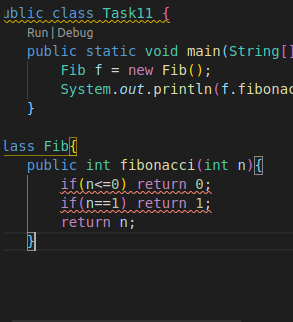 ublic class Task11 {
Run | Debug
public static void main(String[]
Fib f = new Fib();
System.out.println(f.fibonac
}
lass Fib{
public int fibonacci(int n){
if(n<=0) return 0;
if(n==1) return 1;
return n;
}